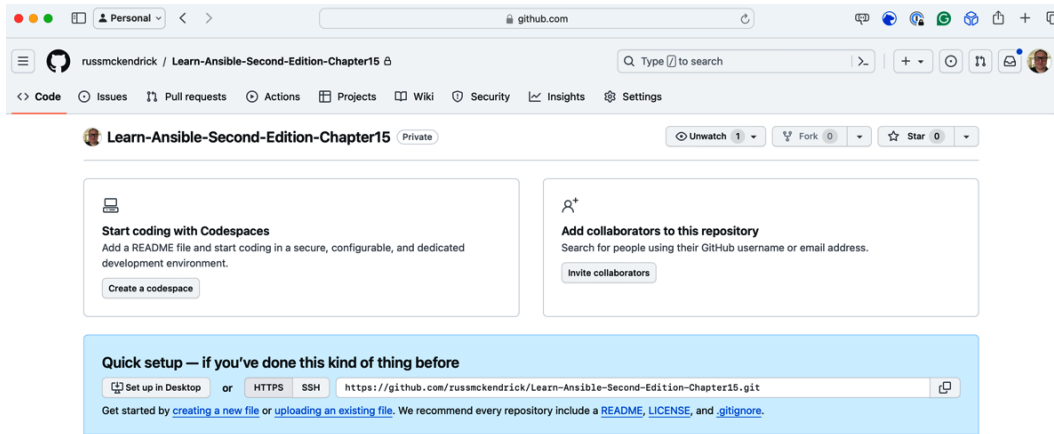 Personal
github.com
russmckendrick / Learn-Ansible-Second-Edition-Chapter15
Type / to search
Code Issues Pull requests Actions Projects Wiki Security Insights Settings
Learn-Ansible-Second-Edition-Chapter15 Private
Unwatch 1 Fork 0 Star 0
Start coding with Codespaces
Add a README file and start coding in a secure, configurable, and dedicated
development environment.
Create a codespace
Add collaborators to this repository
Search for people using their GitHub username or email address.
Invite collaborators
Quick setup — if you've done this kind of thing before
Set up in Desktop or HTTPS SSH https://github.com/russmckendrick/Learn-Ansible-Second-Edition-Chapter15.git
Get started by creating a new file or uploading an existing file. We recommend every repository include a README, LICENSE, and .gitignore.